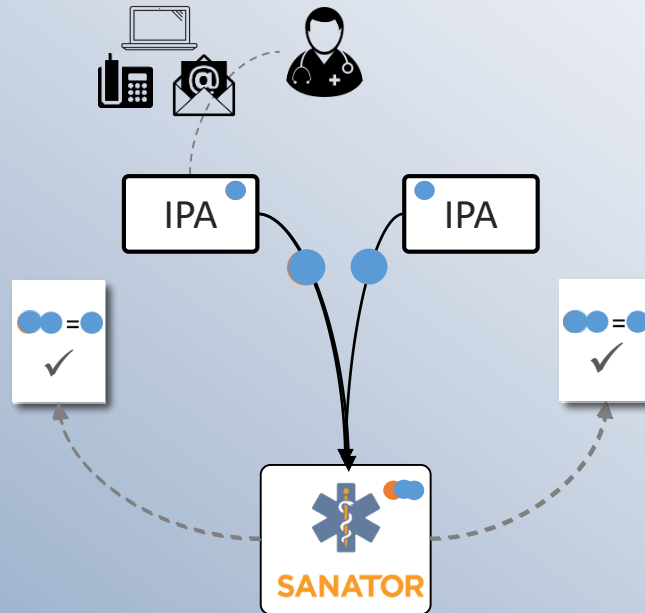 @
IPA
IPA
=
=
SANATOR